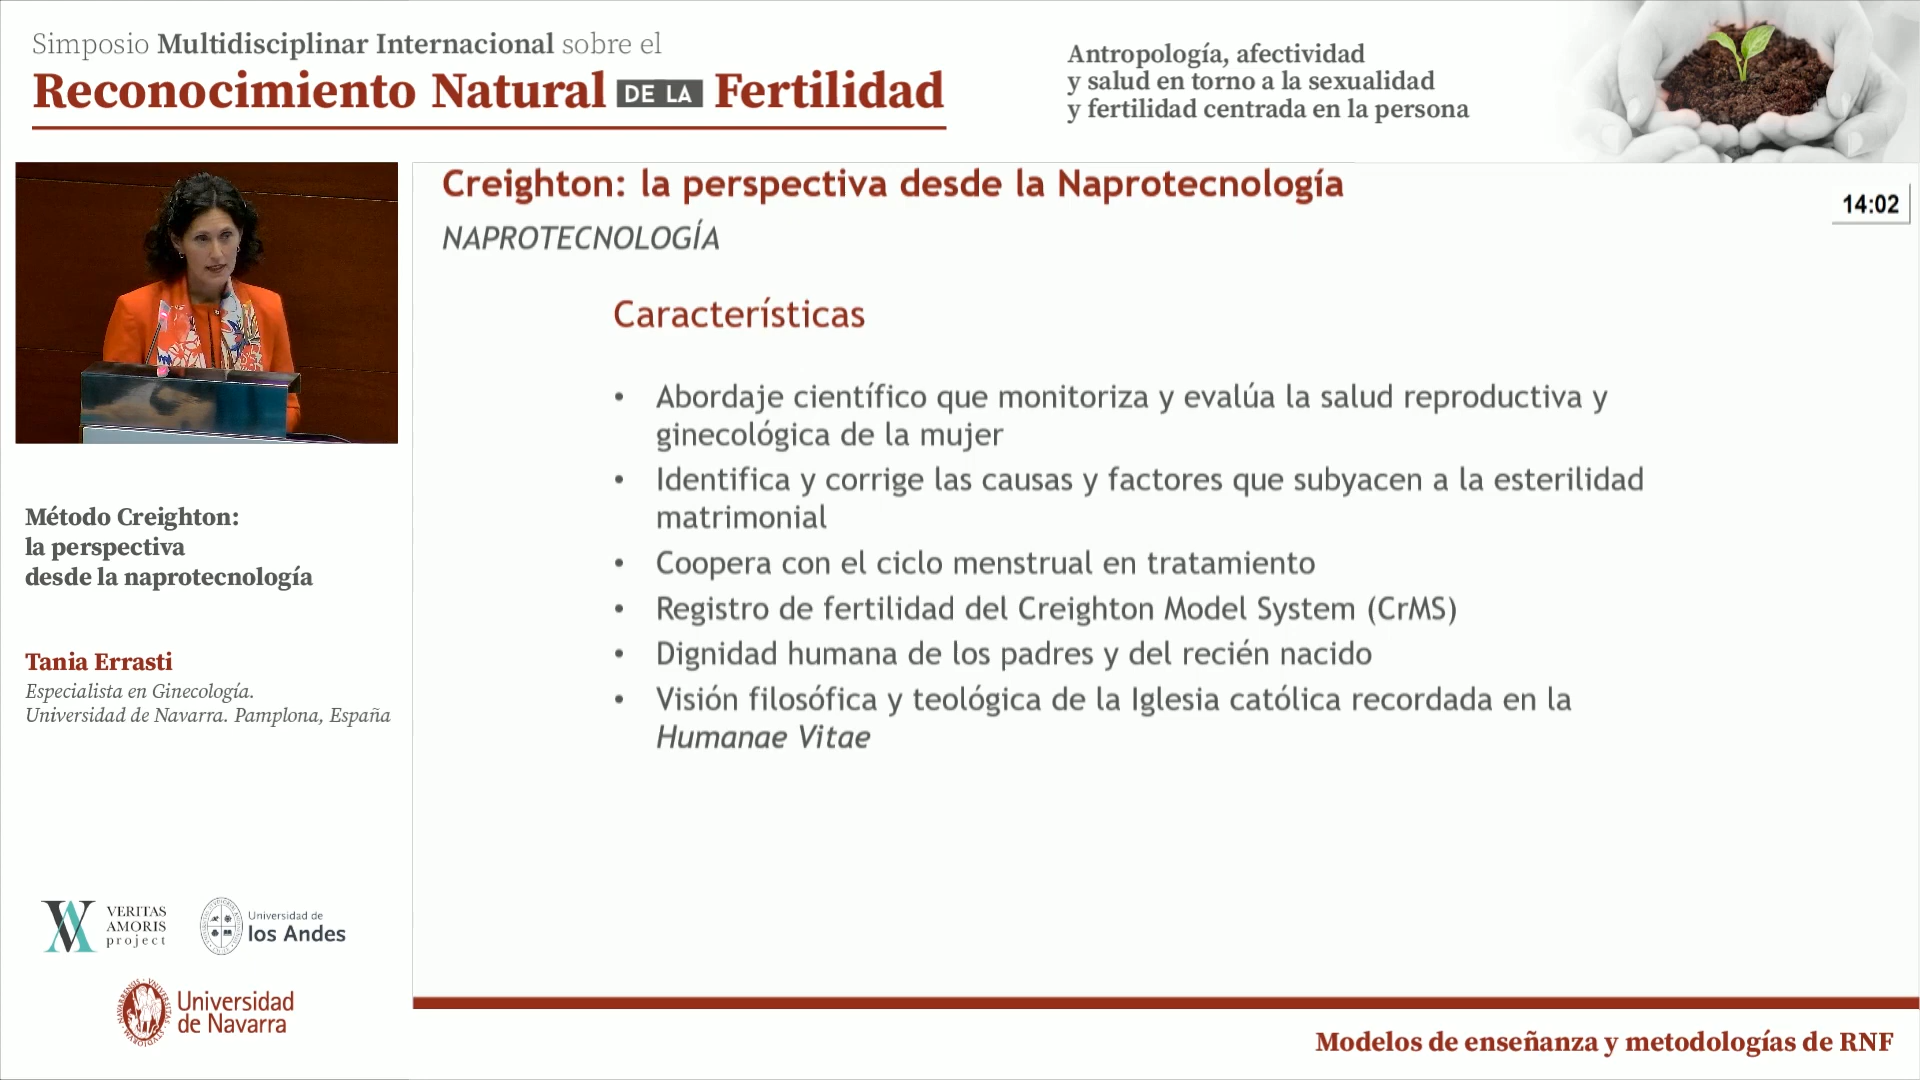 Simposio Multidisciplinar Internacional sobre el
Reconocimiento Natural DE LA Fertilidad
Antropología, afectividad
y salud en torno a la sexualidad
y fertilidad centrada en la persona
Creighton: la perspectiva desde la Naprotecnología
14:02
NAPROTECNOLOGÍA
Características
• Abordaje científico que monitoriza y evalúa la salud reproductiva y
ginecológica de la mujer
• Identifica y corrige las causas y factores que subyacen a la esterilidad
matrimonial
• Coopera con el ciclo menstrual en tratamiento
• Registro de fertilidad del Creighton Model System (CrMS)
• Dignidad humana de los padres y del recién nacido
• Visión filosófica y teológica de la Iglesia católica recordada en la
Humanae Vitae
Método Creighton:
la perspectiva
desde la naprotecnología
Tania Errasti
Especialista en Ginecología.
Universidad de Navarra. Pamplona, España
VERITAS
AMORIS
project
Universidad de
los Andes
Universidad
de Navarra
Modelos de enseñanza y metodologías de RNF